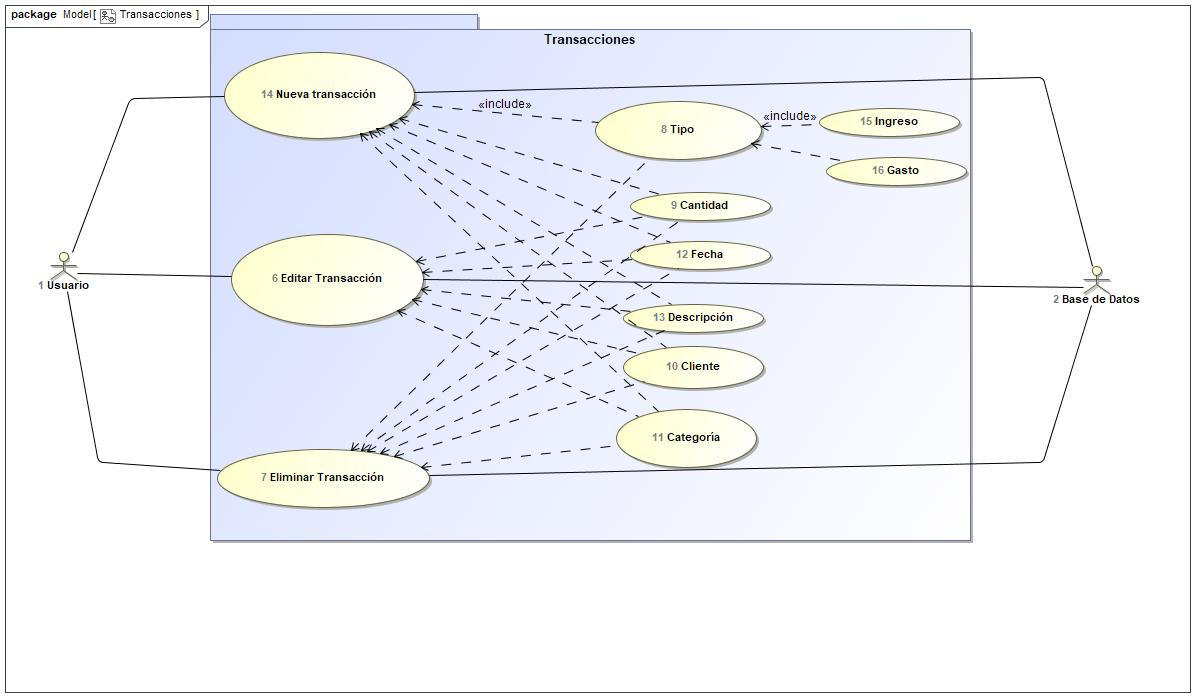 package Model[ Transacciones ]
Transacciones
14 Nueva transacción
«include»
8 Tipo
«include»
15 Ingreso
16 Gasto
9 Cantidad
12 Fecha
6 Editar Transacción
1 Usuario
2 Base de Datos
13 Descripción
10 Cliente
11 Categoría
7 Eliminar Transacción